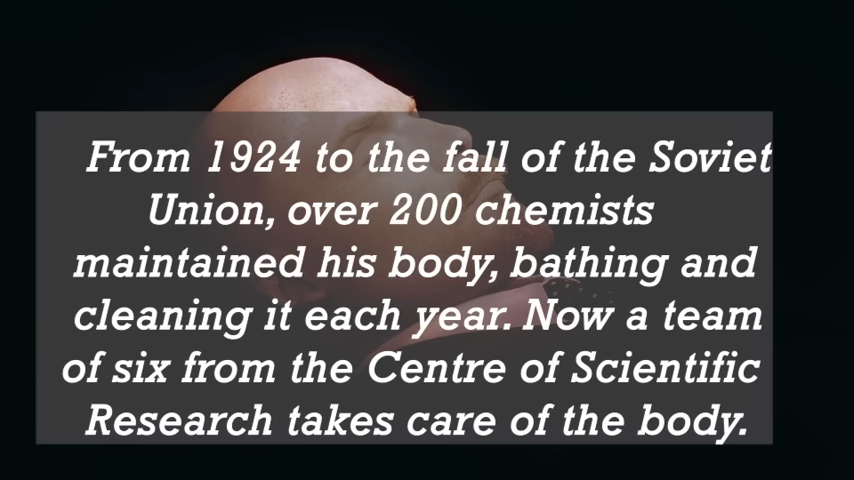 From 1924 to the fall of the Soviet
Union, over 200 chemists
maintained his body, bathing and
cleaning it each year. Now a team
of six from the Centre of Scientific
Research takes care of the body.